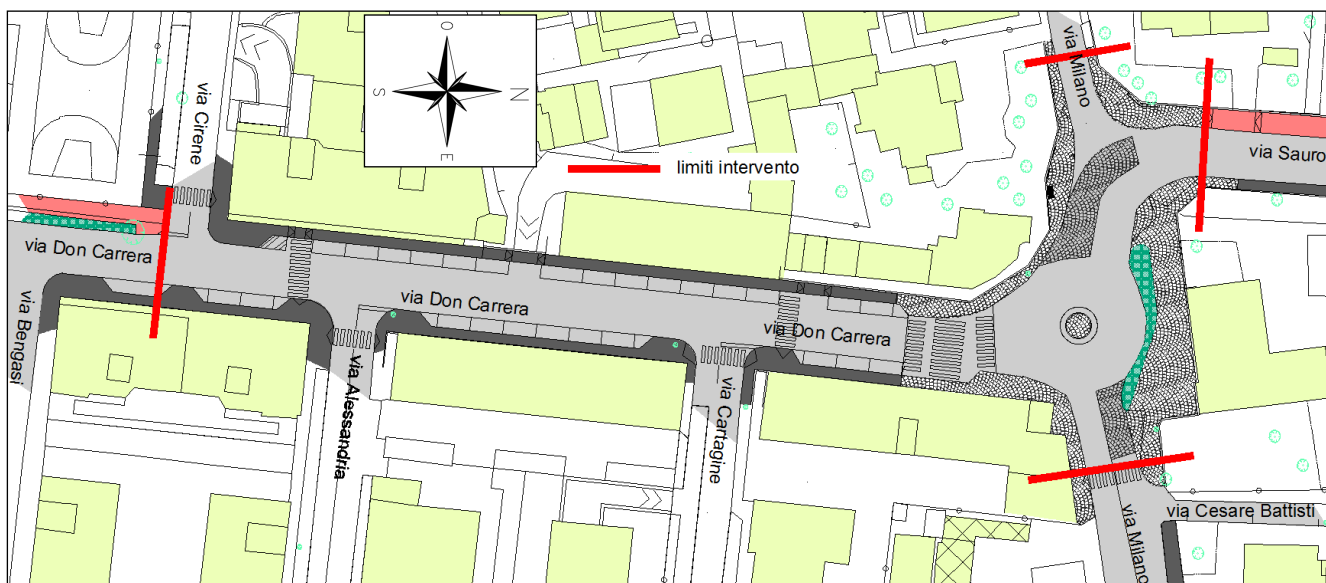 O
S
N
E
limiti intervento
via Cirene
via Milano
via Sauro
via Don Carrera
via Don Carrera
via Don Carrera
via Bengasi
via Alessandria
via Cartagine
via Milano
via Cesare Battisti